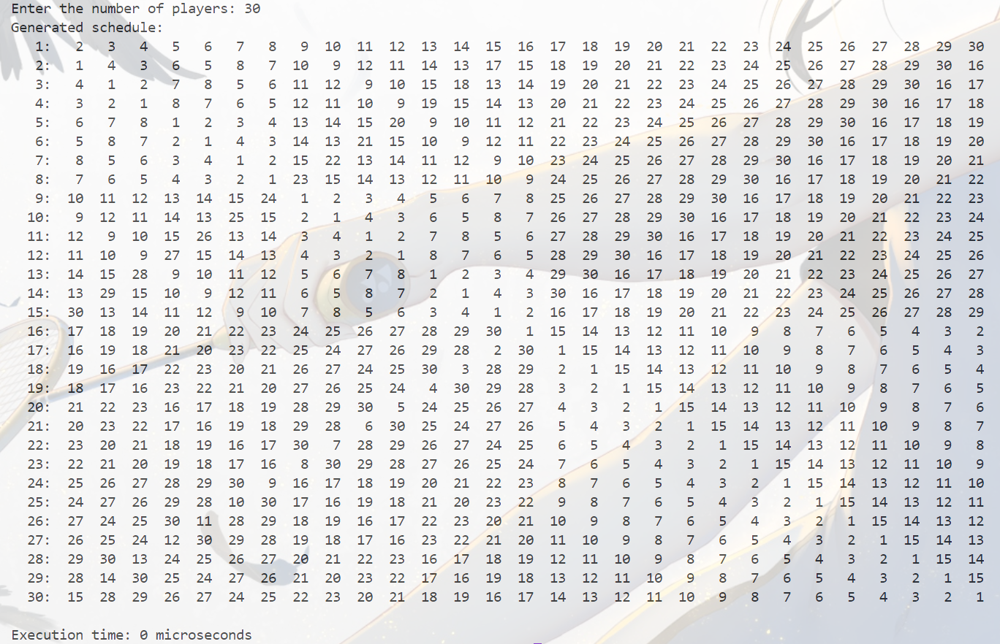 Enter the number of players: 30
Generated schedule:
1: 2 3 4 5 6 7 8 9 10 11 12 13 14 15 16 17 18 19 20 21 22 23 24 25 26 27 28 29 30
2: 1 4 3 6 5 8 7 10 9 12 11 14 13 17 15 18 19 20 21 22 23 24 25 26 27 28 29 30 16
3: 4 1 2 7 8 5 6 11 12 9 10 15 18 13 14 19 20 21 22 23 24 25 26 27 28 29 30 16 17
4: 3 2 1 8 7 6 5 12 11 10 9 19 15 14 13 20 21 22 23 24 25 26 27 28 29 30 16 17 18
5: 6 7 8 1 2 3 4 13 14 15 20 9 10 11 12 21 22 23 24 25 26 27 28 29 30 16 17 18 19
6: 5 8 7 2 1 4 3 14 13 21 15 10 9 12 11 22 23 24 25 26 27 28 29 30 16 17 18 19 20
7: 8 5 6 3 4 1 2 15 22 13 14 11 12 9 10 23 24 25 26 27 28 29 30 16 17 18 19 20 21
8: 7 6 5 4 3 2 1 23 15 14 13 12 11 10 9 24 25 26 27 28 29 30 16 17 18 19 20 21 22
9: 10 11 12 13 14 15 24 1 2 3 4 5 6 7 8 25 26 27 28 29 30 16 17 18 19 20 21 22 23
10: 9 12 11 14 13 25 15 2 1 4 3 6 5 8 7 26 27 28 29 30 16 17 18 19 20 21 22 23 24
11: 12 9 10 15 26 13 14 3 4 1 2 7 8 5 6 27 28 29 30 16 17 18 19 20 21 22 23 24 25
12: 11 10 9 27 15 14 13 4 3 2 1 8 7 6 5 28 29 30 16 17 18 19 20 21 22 23 24 25 26
13: 14 15 28 9 10 11 12 5 6 7 8 1 2 3 4 29 30 16 17 18 19 20 21 22 23 24 25 26 27
14: 13 29 15 10 9 12 11 6 5 8 7 2 1 4 3 30 16 17 18 19 20 21 22 23 24 25 26 27 28
15: 30 13 14 11 12 9 10 7 8 5 6 3 4 1 2 16 17 18 19 20 21 22 23 24 25 26 27 28 29
16: 17 18 19 20 21 22 23 24 25 26 27 28 29 30 1 15 14 13 12 11 10 9 8 7 6 5 4 3 2
17: 16 19 18 21 20 23 22 25 24 27 26 29 28 2 30 1 15 14 13 12 11 10 9 8 7 6 5 4 3
18: 19 16 17 22 23 20 21 26 27 24 25 30 3 28 29 2 1 15 14 13 12 11 10 9 8 7 6 5 4
19: 18 17 16 23 22 21 20 27 26 25 24 4 30 29 28 3 2 1 15 14 13 12 11 10 9 8 7 6 5
20: 21 22 23 16 17 18 19 28 29 30 5 24 25 26 27 4 3 2 1 15 14 13 12 11 10 9 8 7 6
21: 20 23 22 17 16 19 18 29 28 6 30 25 24 27 26 5 4 3 2 1 15 14 13 12 11 10 9 8 7
22: 23 20 21 18 19 16 17 30 7 28 29 26 27 24 25 6 5 4 3 2 1 15 14 13 12 11 10 9 8
23: 22 21 20 19 18 17 16 8 30 29 28 27 26 25 24 7 6 5 4 3 2 1 15 14 13 12 11 10 9
24: 25 26 27 28 29 30 9 16 17 18 19 20 21 22 23 8 7 6 5 4 3 2 1 15 14 13 12 11 10
25: 24 27 26 29 28 10 30 17 16 19 18 21 20 23 22 9 8 7 6 5 4 3 2 1 15 14 13 12 11
26: 27 24 25 30 11 28 29 18 19 16 17 22 23 20 21 10 9 8 7 6 5 4 3 2 1 15 14 13 12
27: 26 25 24 12 30 29 28 19 18 17 16 23 22 21 20 11 10 9 8 7 6 5 4 3 2 1 15 14 13
28: 29 30 13 24 25 26 27 20 21 22 23 16 17 18 19 12 11 10 9 8 7 6 5 4 3 2 1 15 14
29: 28 14 30 25 24 27 26 21 20 23 22 17 16 19 18 13 12 11 10 9 8 7 6 5 4 3 2 1 15
30: 15 28 29 26 27 24 25 22 23 20 21 18 19 16 17 14 13 12 11 10 9 8 7 6 5 4 3 2 1
Execution time: 0 microseconds